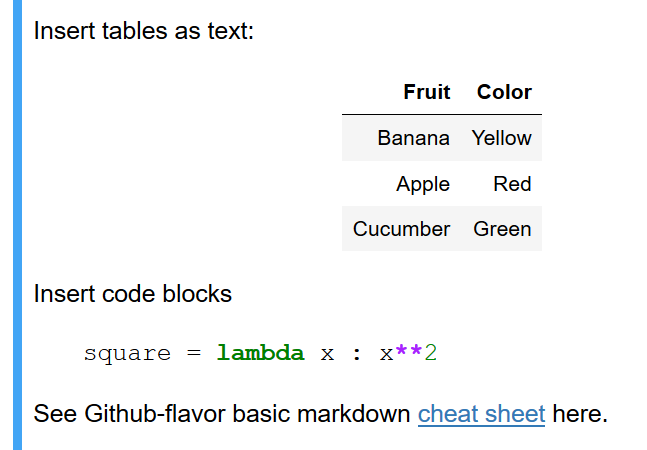 Insert tables as text:
Fruit Color
Banana Yellow
Apple Red
Cucumber Green
Insert code blocks
square = lambda x : x**2
See Github-flavor basic markdown cheat sheet here.